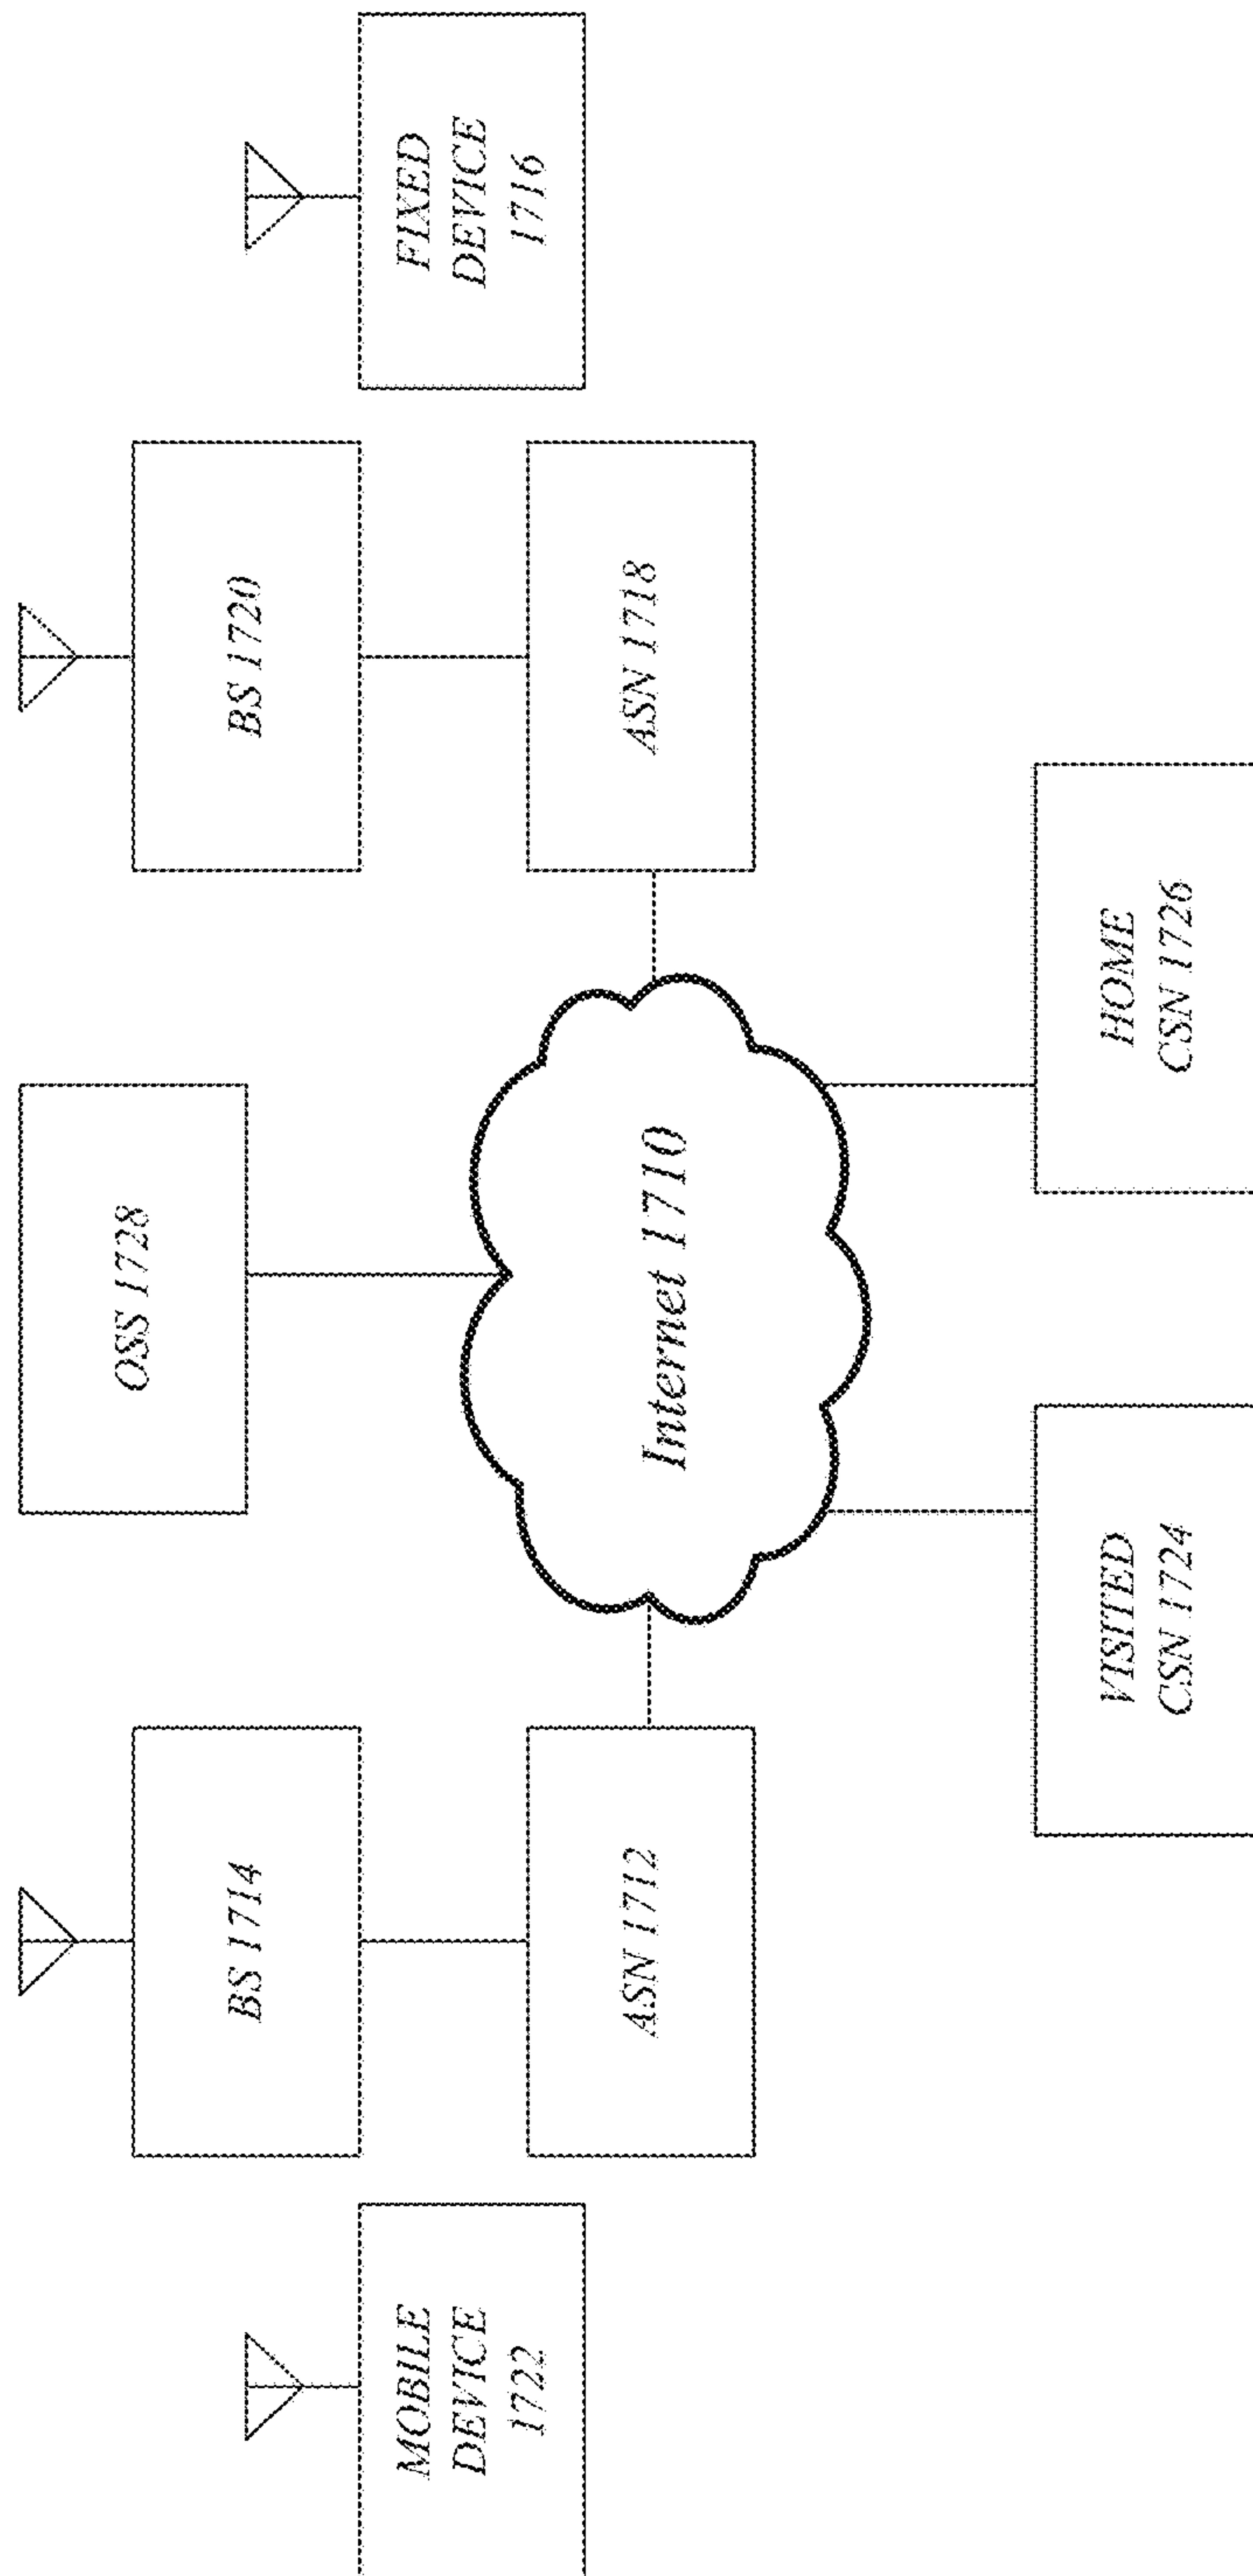 OSS 1728
BS 1714
BS 1720
MOBILE
DEVICE
1722
FIXED
DEVICE
1716
ASN 1712
Internet 1710
ASN 1718
VISITED
CSN 1724
HOME
CSN 1726